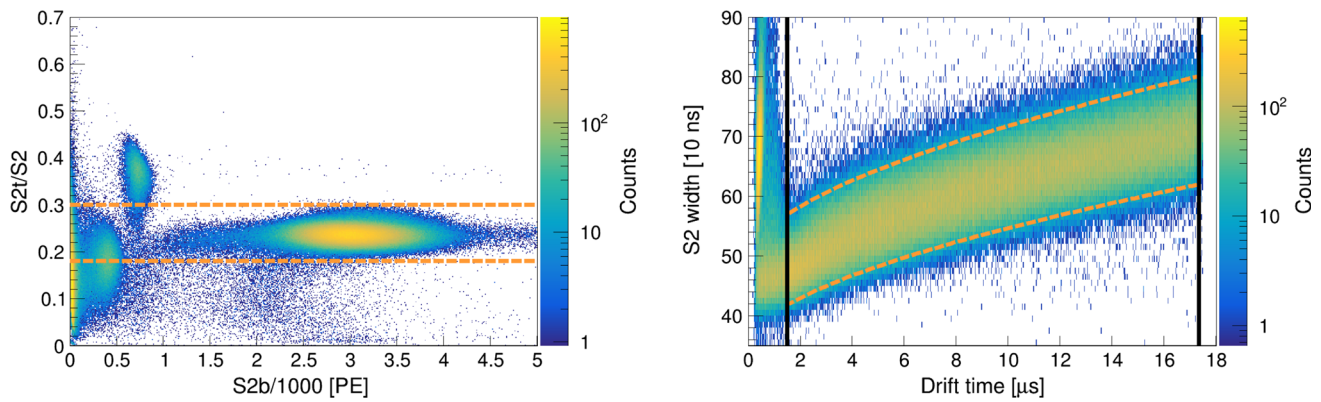 0.7
0.6
0.5
0.4
0.3
0.2
0.1
0
S2t/S2
0 0.5 1 1.5 2 2.5 3 3.5 4 4.5 5
S2b/1000 [PE]
10²
10
1
Counts
90
80
70
60
50
40
S2 width [10 ns]
0 2 4 6 8 10 12 14 16 18
Drift time [μs]
10²
10
1
Counts